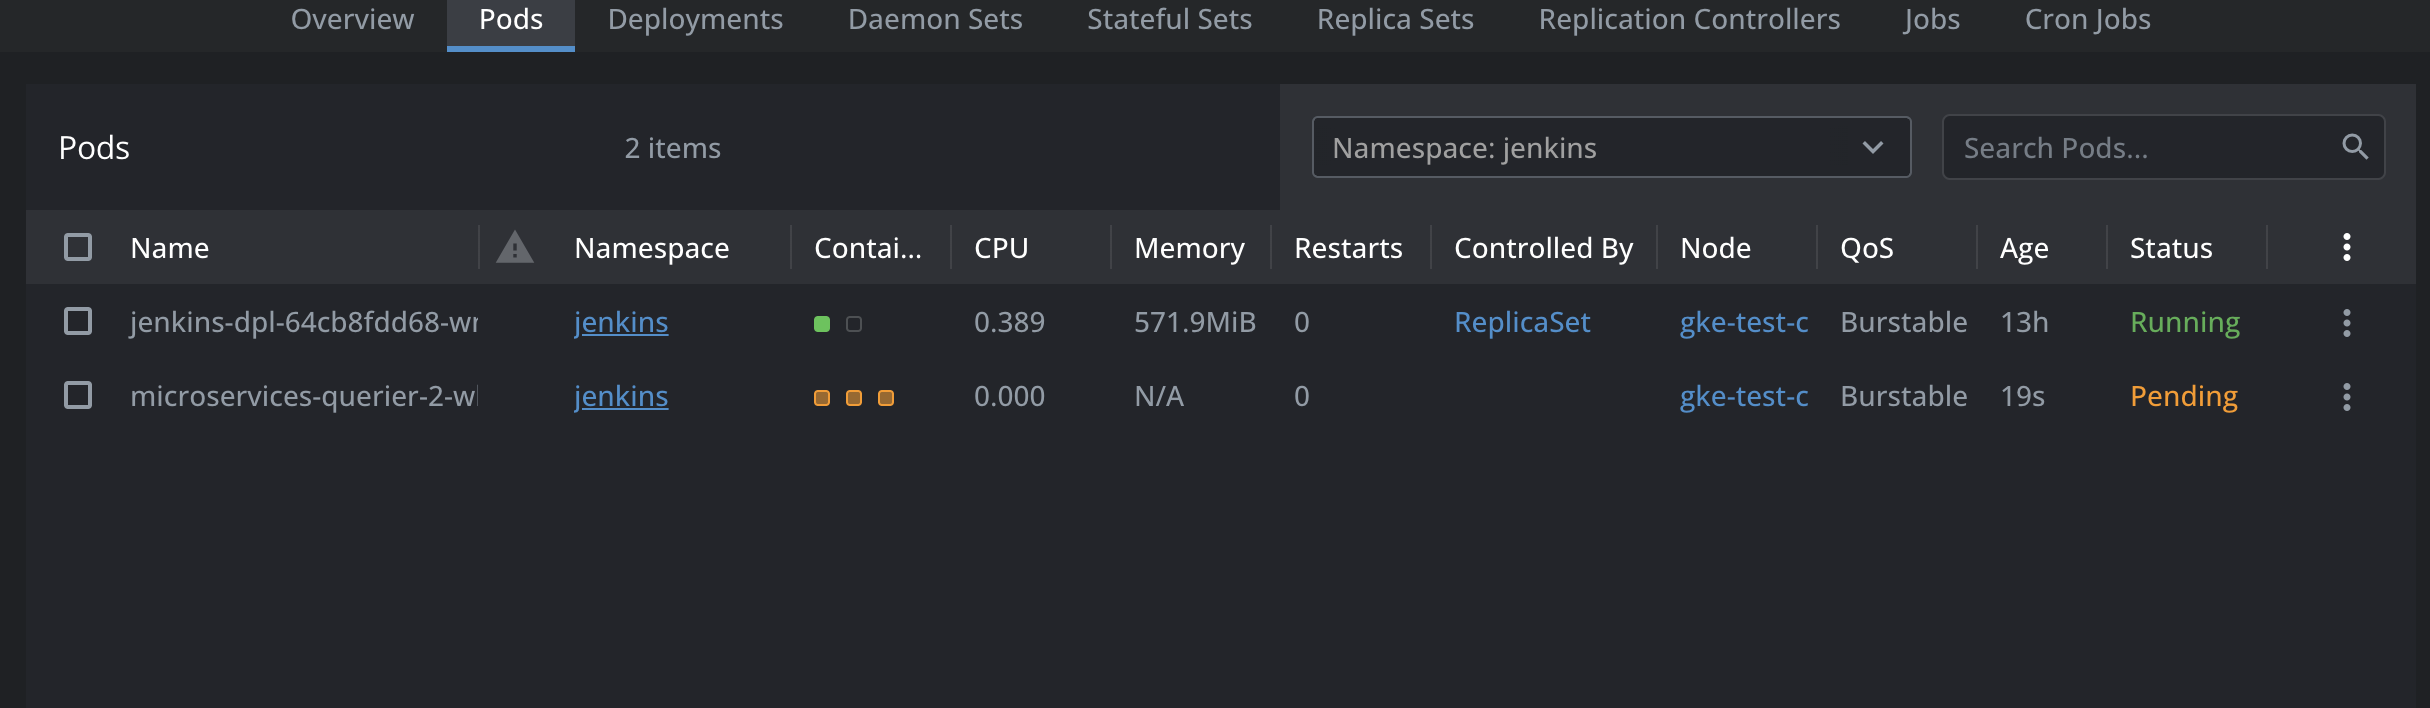 Overview Pods Deployments Daemon Sets Stateful Sets Replica Sets Replication Controllers Jobs Cron Jobs
Pods 2 items Namespace: jenkins Search Pods...
Name Namespace Contai... CPU Memory Restarts Controlled By Node QoS Age Status
jenkins-dpl-64cb8fdd68-wr jenkins 0.389 571.9MiB 0 ReplicaSet gke-test-c Burstable 13h Running
microservices-querier-2-w jenkins 0.000 N/A 0 gke-test-c Burstable 19s Pending